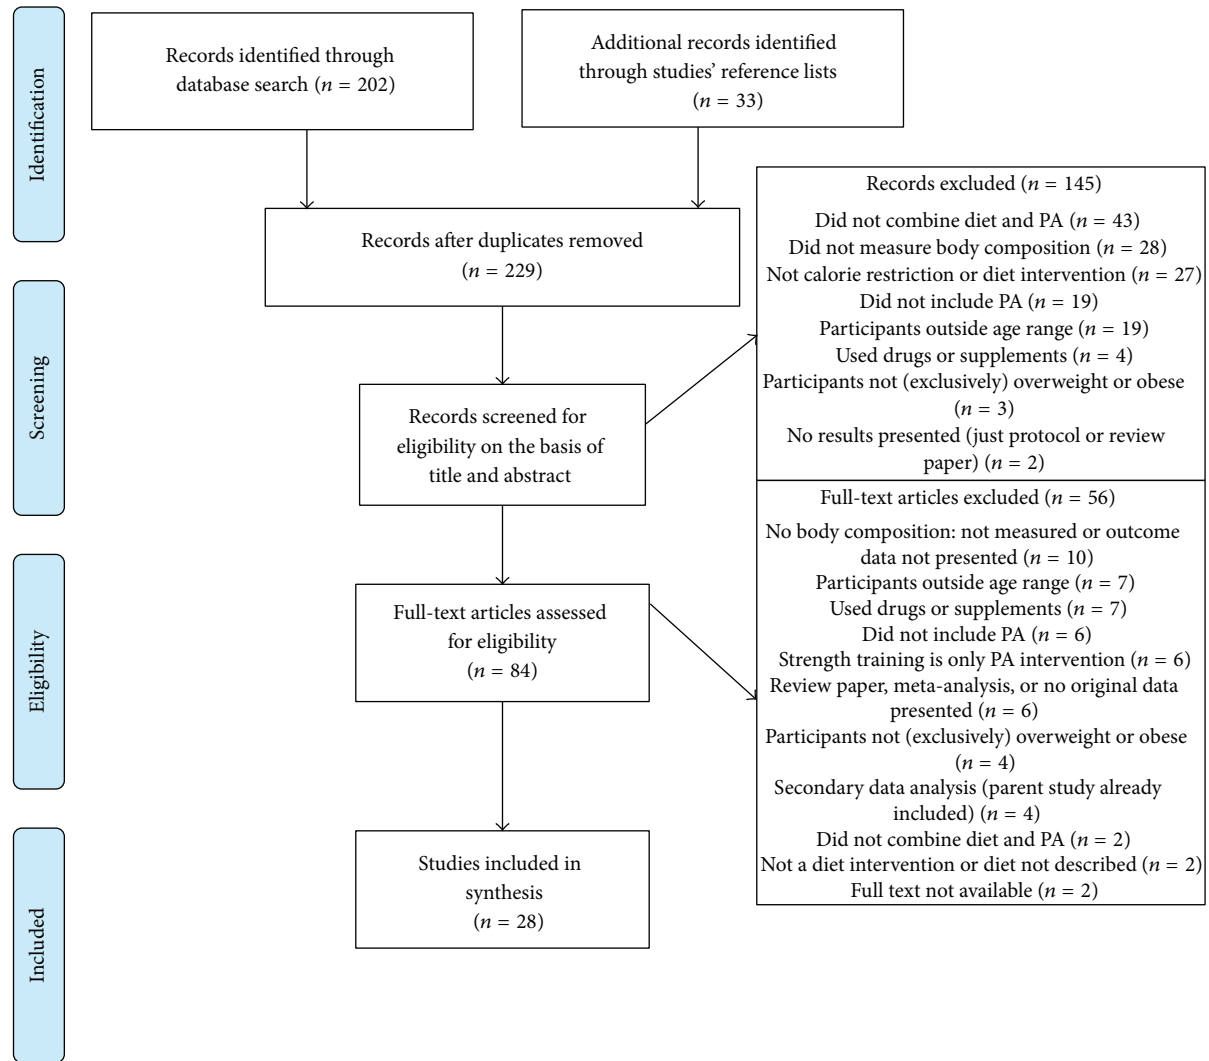 Identification
Records identified through
database search (n = 202)
Additional records identified
through studies’ reference lists
(n = 33)
Records after duplicates removed
(n = 229)
Screening
Records screened for
eligibility on the basis of
title and abstract
Records excluded (n = 145)
Did not combine diet and PA (n = 43)
Did not measure body composition (n = 28)
Not calorie restriction or diet intervention (n = 27)
Did not include PA (n = 19)
Participants outside age range (n = 19)
Used drugs or supplements (n = 4)
Participants not (exclusively) overweight or obese
(n = 3)
No results presented (just protocol or review
paper) (n = 2)
Eligibility
Full-text articles assessed
for eligibility
(n = 84)
Full-text articles excluded (n = 56)
No body composition: not measured or outcome
data not presented (n = 10)
Participants outside age range (n = 7)
Used drugs or supplements (n = 7)
Did not include PA (n = 6)
Strength training is only PA intervention (n = 6)
Review paper, meta-analysis, or no original data
presented (n = 6)
Participants not (exclusively) overweight or obese
(n = 4)
Secondary data analysis (parent study already
included) (n = 4)
Did not combine diet and PA (n = 2)
Not a diet intervention or diet not described (n = 2)
Full text not available (n = 2)
Included
Studies included in
synthesis
(n = 28)